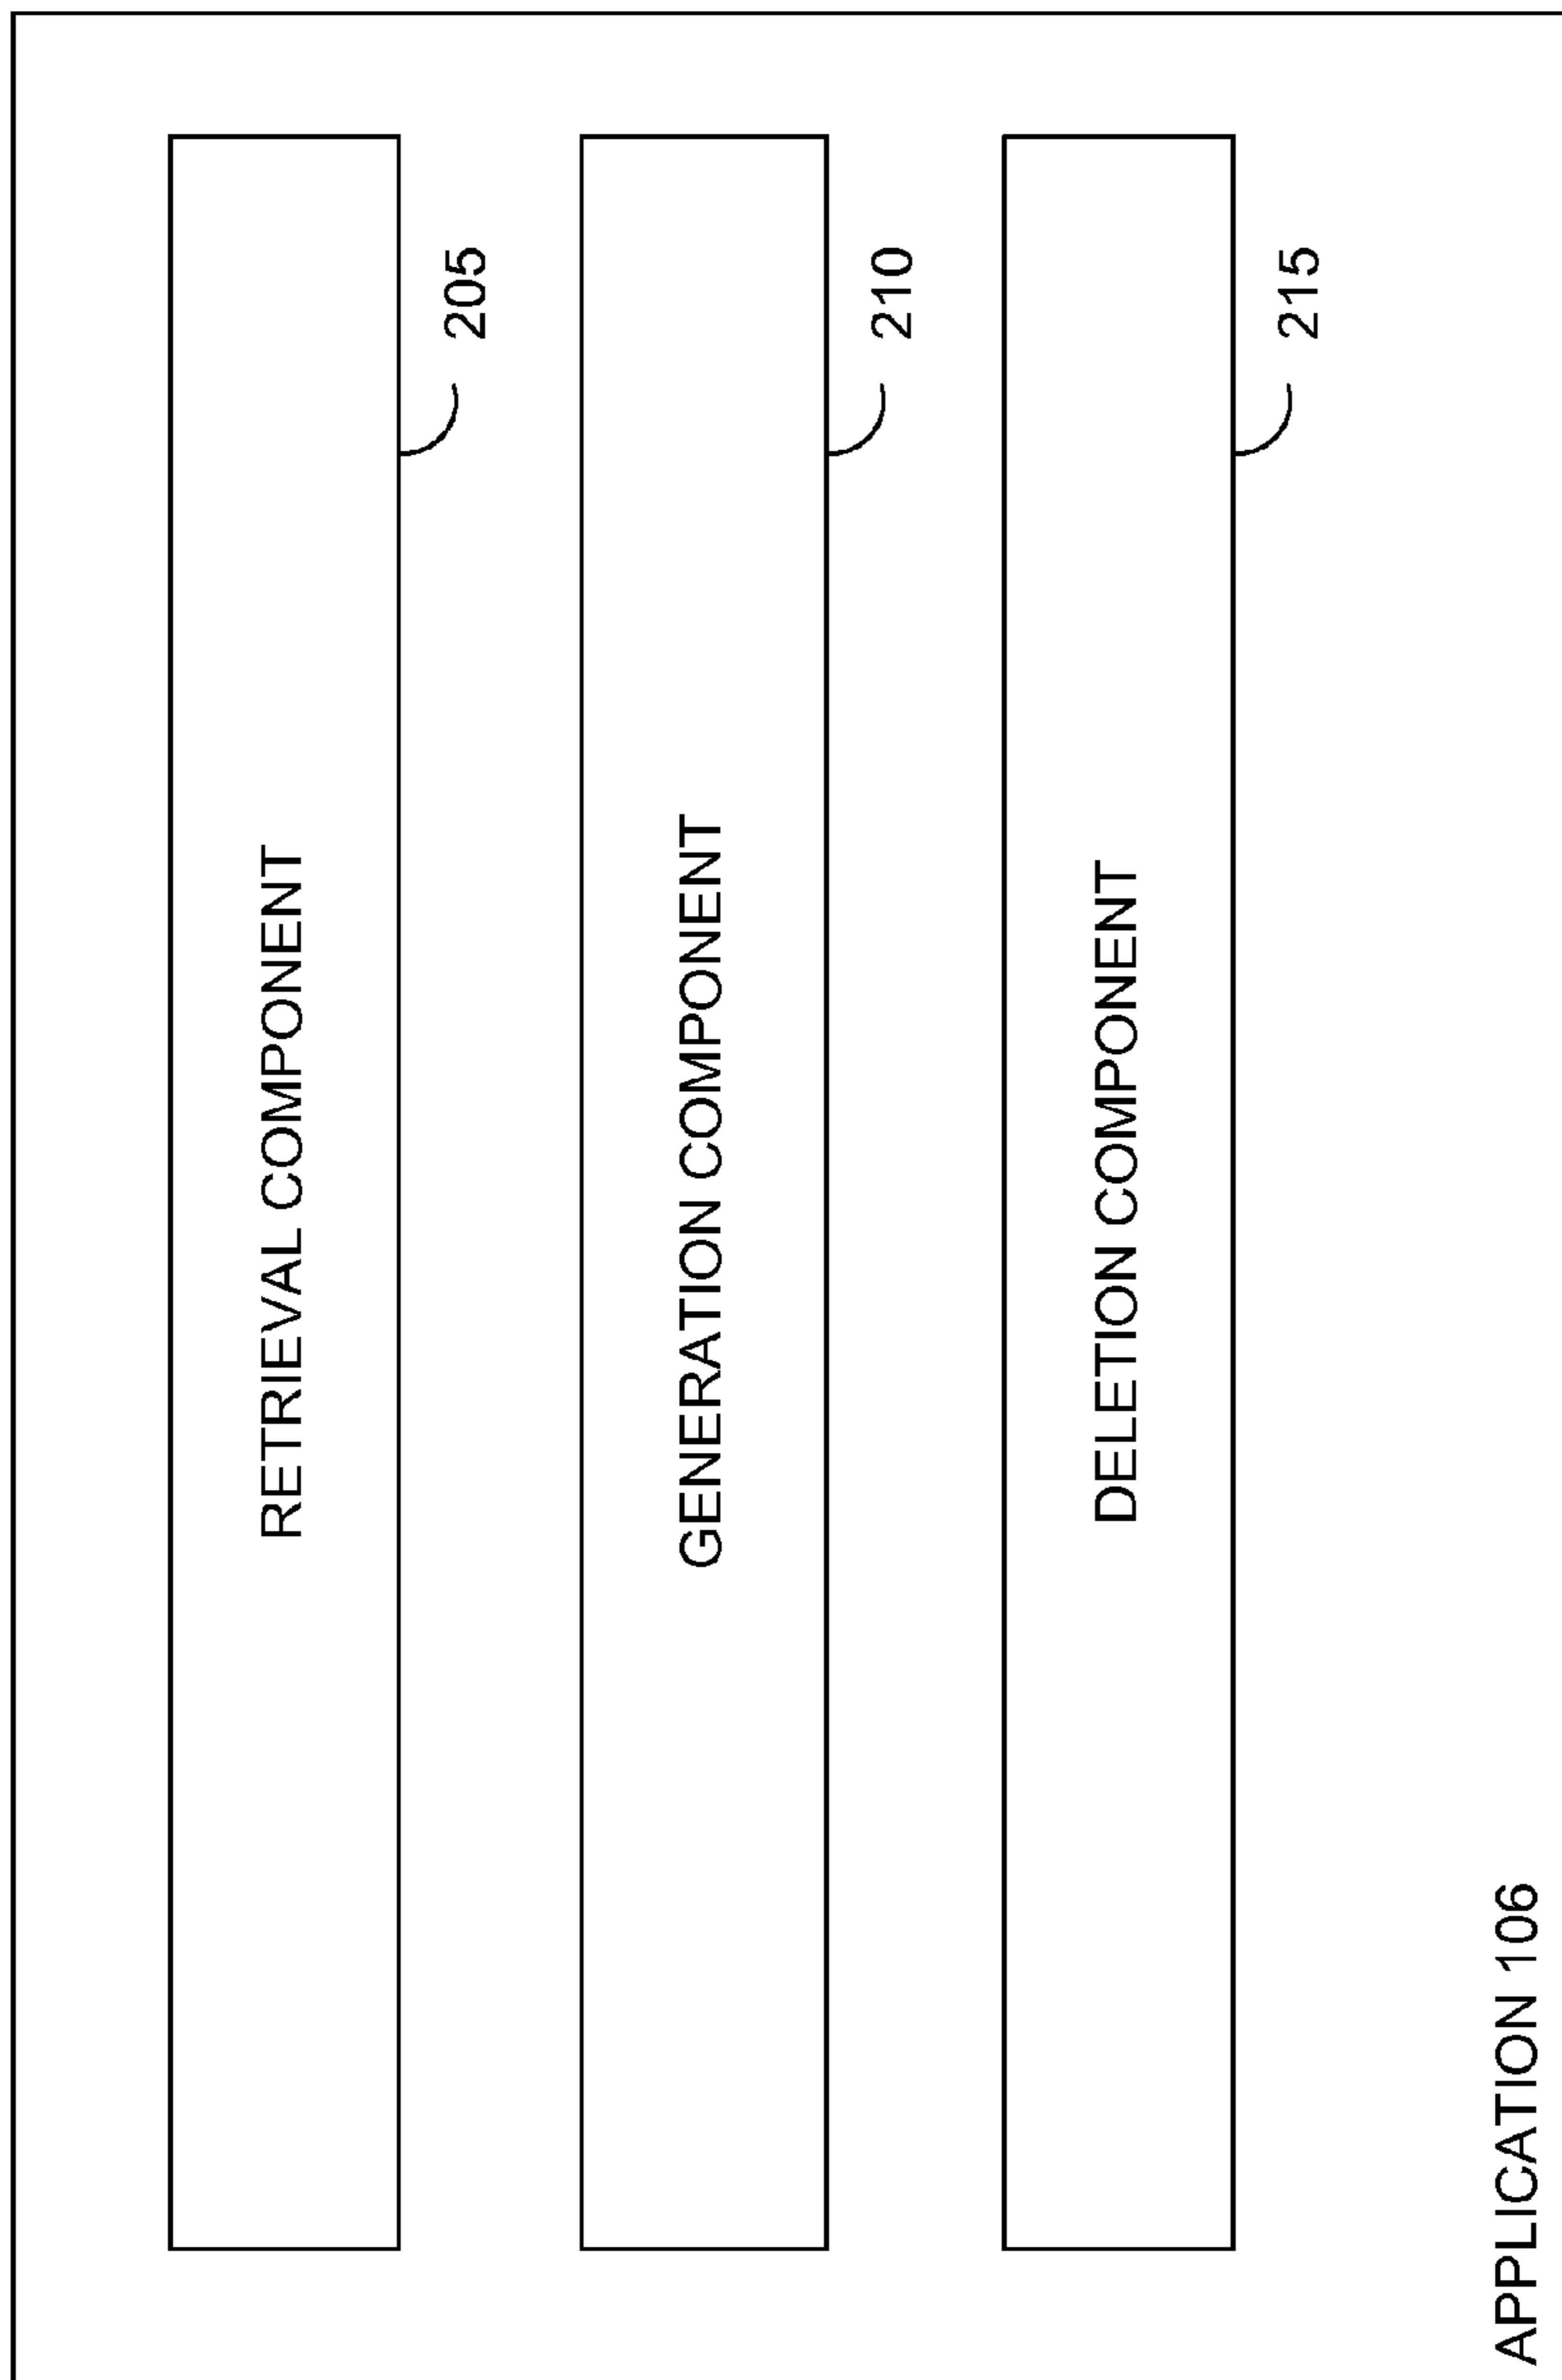 RETRIEVAL COMPONENT
205
GENERATION COMPONENT
210
DELETION COMPONENT
215
APPLICATION 106